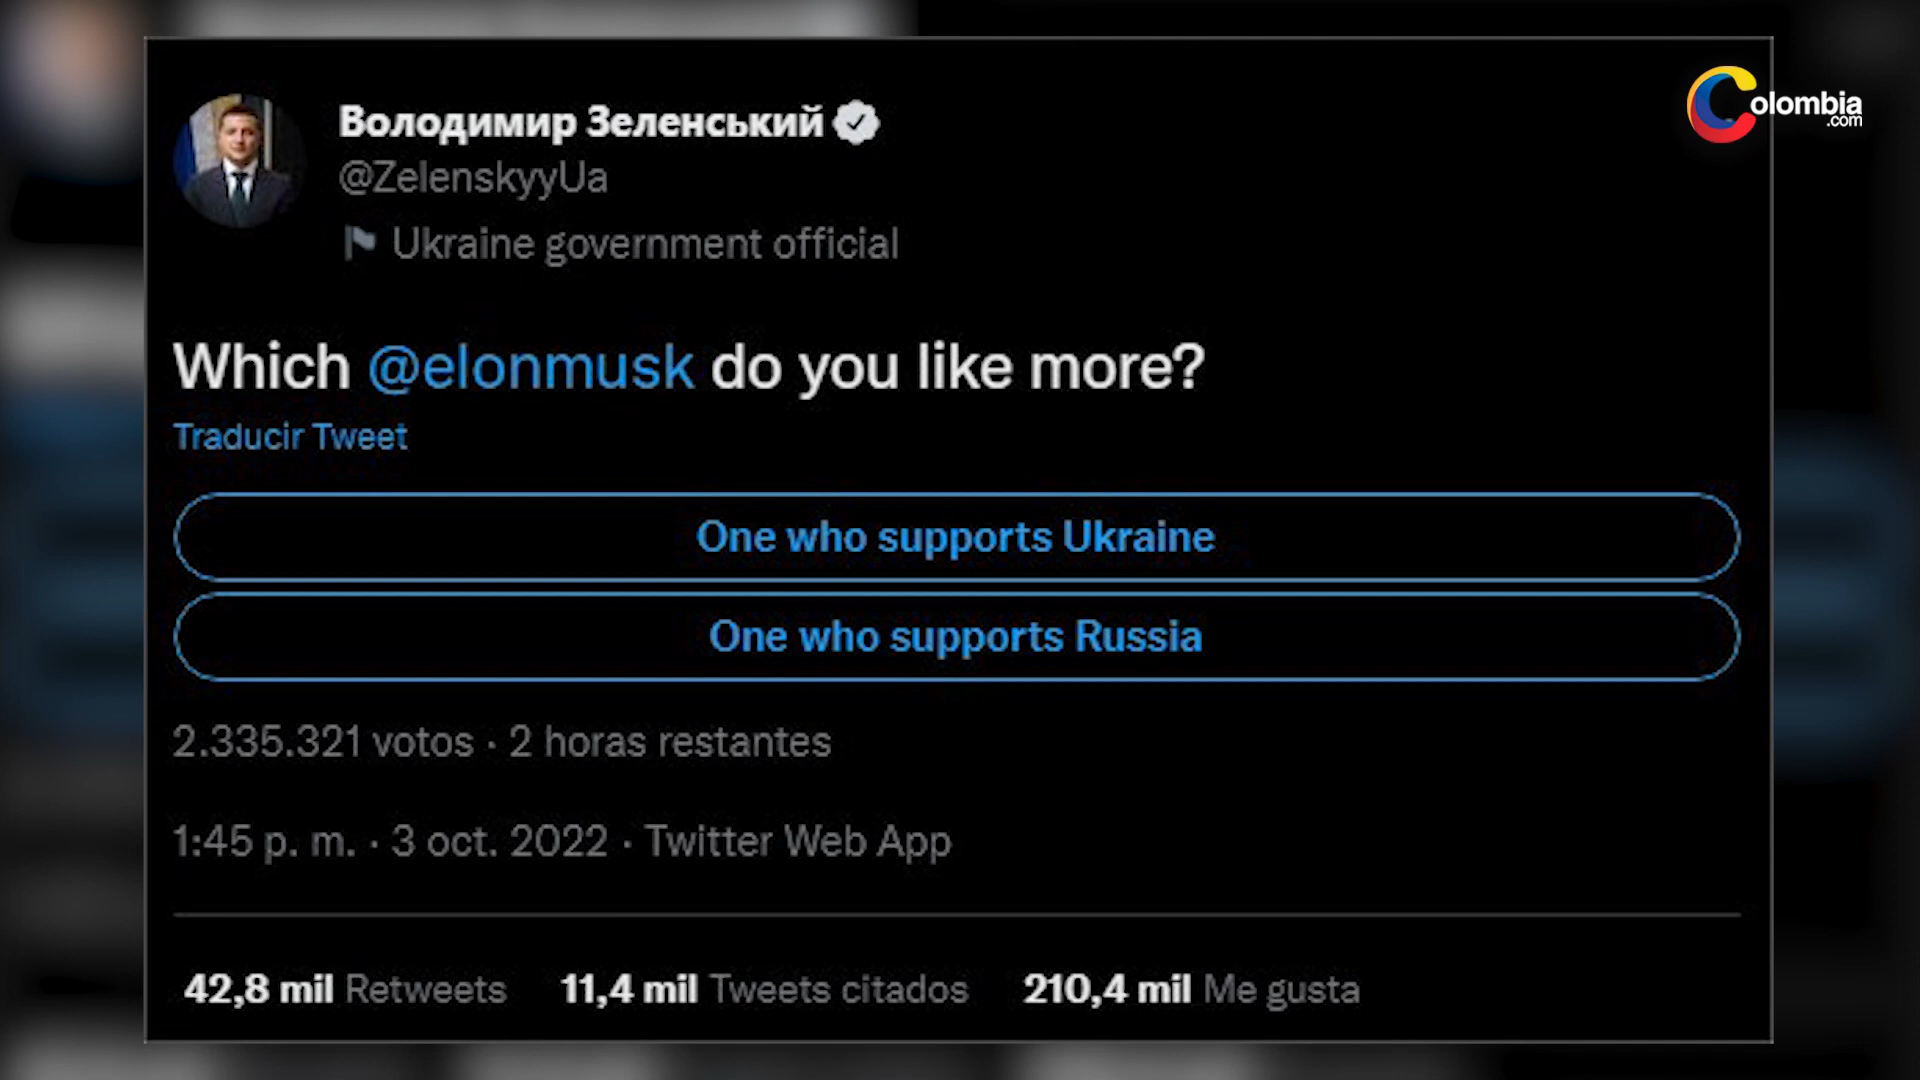 Володимир Зеленський
@ZelenskyyUa
Ukraine government official
Colombia
.com
Which @elonmusk do you like more?
Traducir Tweet
One who supports Ukraine
One who supports Russia
2.335.321 votos · 2 horas restantes
1:45 p. m. · 3 oct. 2022 · Twitter Web App
42,8 mil Retweets 11,4 mil Tweets citados 210,4 mil Me gusta